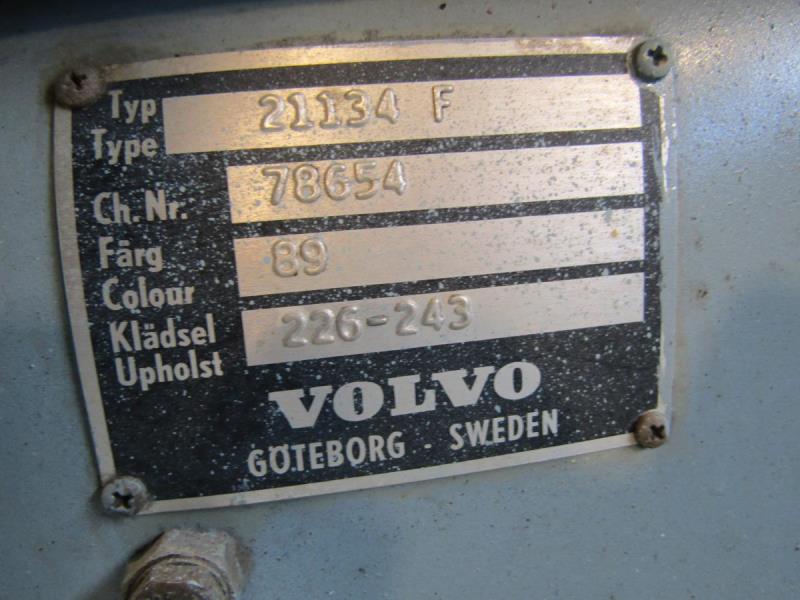 Typ 21134 F
Type
Ch. Nr. 78654
Färg 89
Colour
Klädsel 226-243
Upholst
VOLVO
GÖTEBORG - SWEDEN